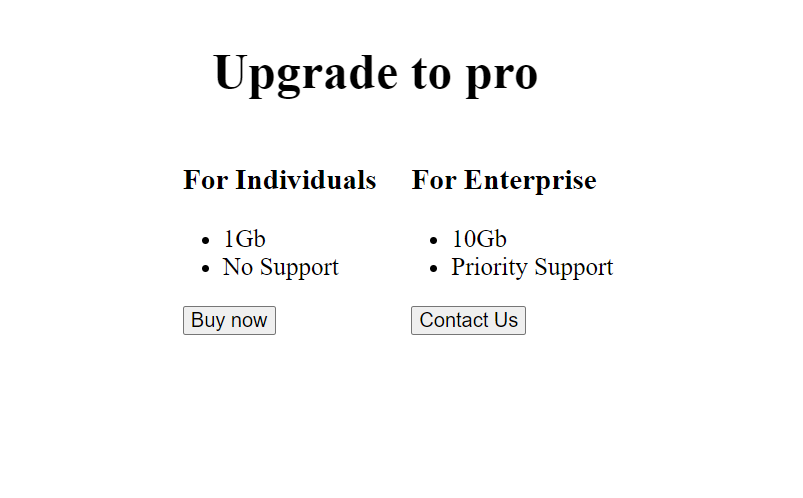 Upgrade to pro
For Individuals
1Gb
No Support
Buy now
For Enterprise
10Gb
Priority Support
Contact Us